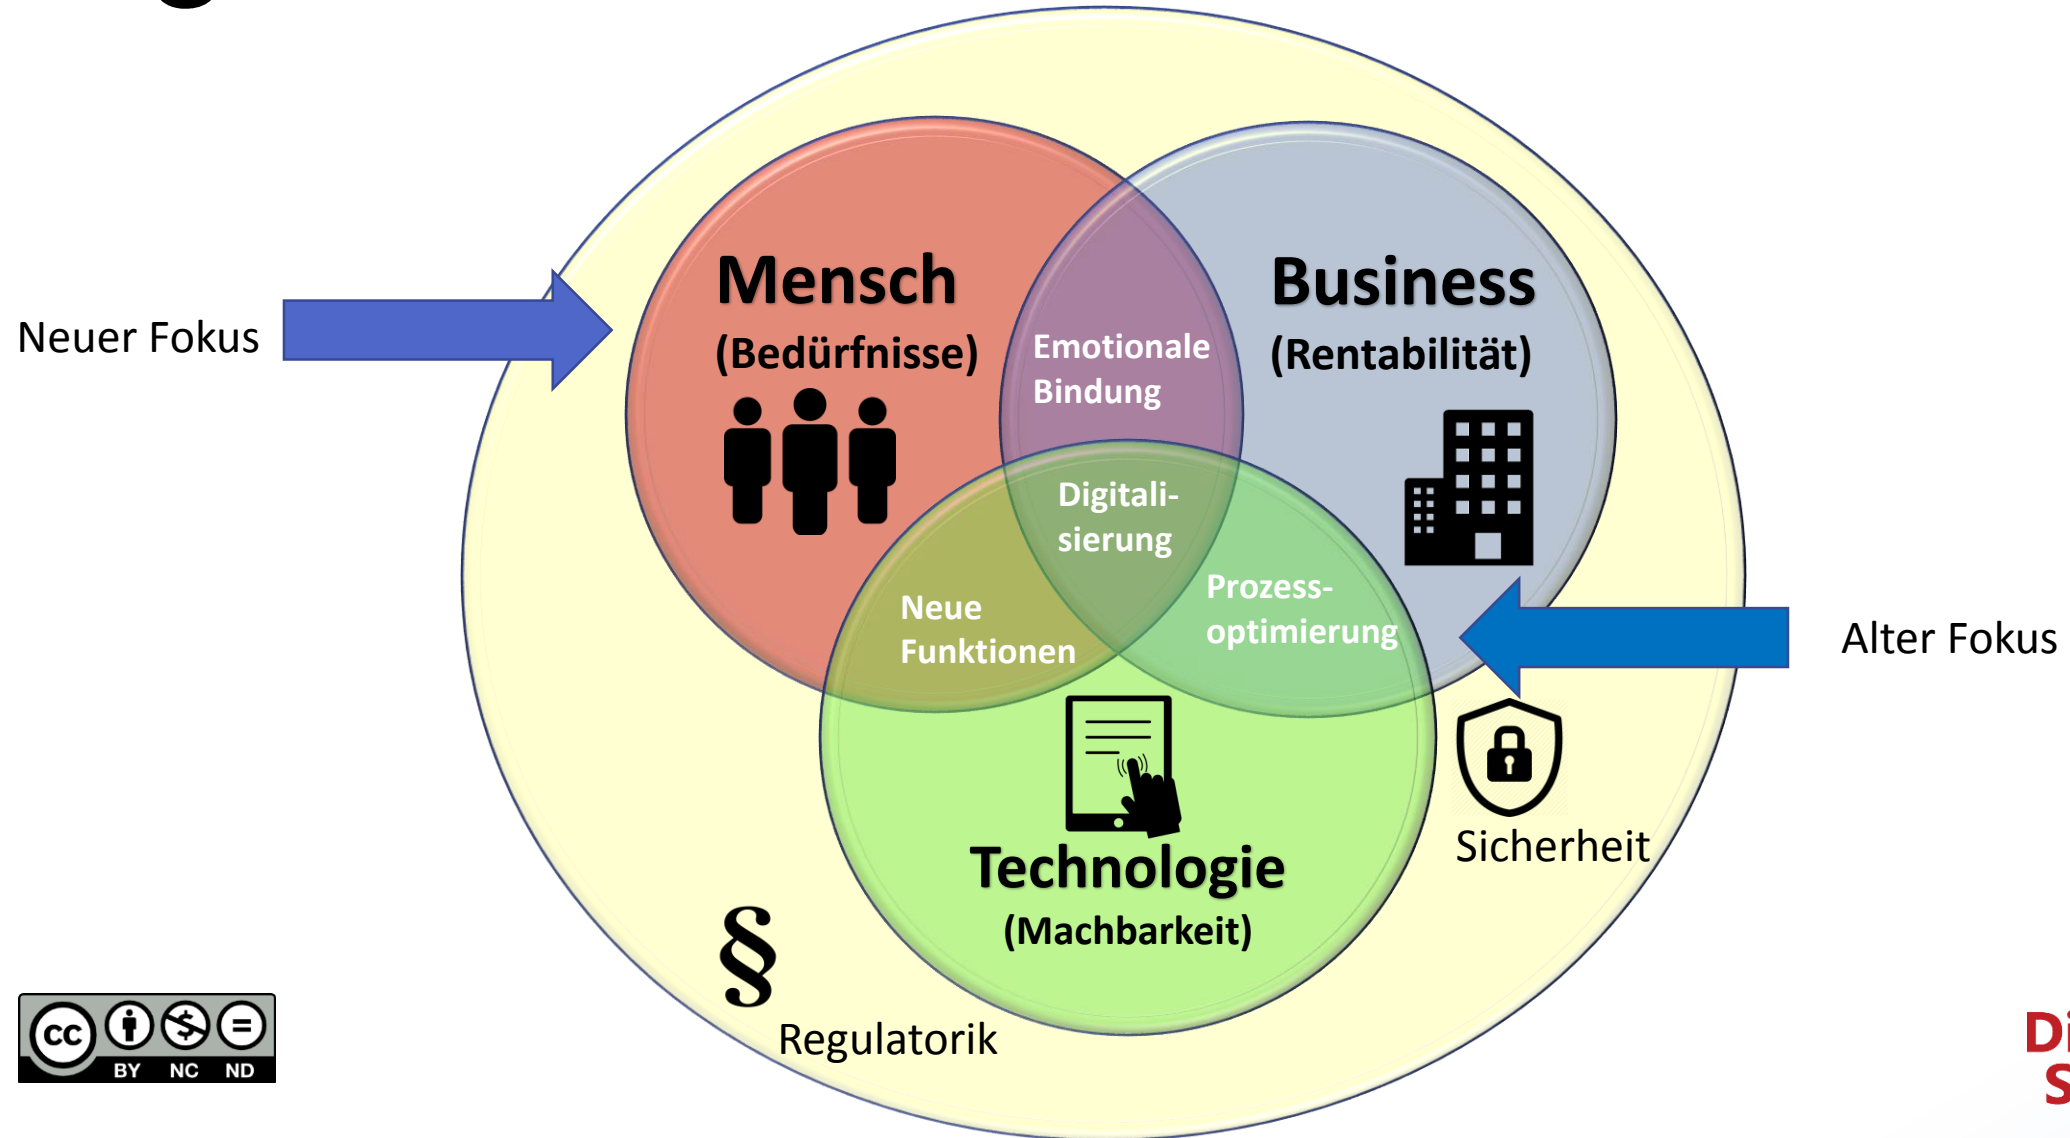 Mensch
(Bedürfnisse)
Business
(Rentabilität)
Emotionale
Bindung
Neuer Fokus
Digitali-
sierung
Neue
Funktionen
Prozess-
optimierung
Alter Fokus
Technologie
(Machbarkeit)
Sicherheit
§
Regulatorik
cc
BY NC ND